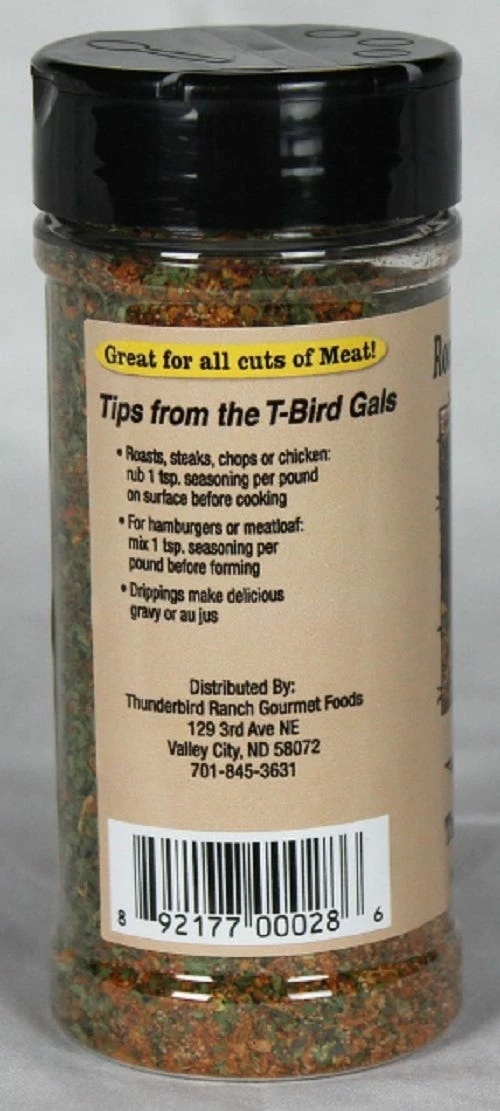 Great for all cuts of Meat!
Tips from the T-Bird Gals
• Roasts, steaks, chops or chicken:
rub 1 tsp. seasoning per pound
on surface before cooking
• For hamburgers or meatloaf:
mix 1 tsp. seasoning per
pound before forming
• Drippings make delicious
gravy or au jus
Distributed By:
Thunderbird Ranch Gourmet Foods
129 3rd Ave NE
Valley City, ND 58072
701-845-3631
8 92177 00028 6